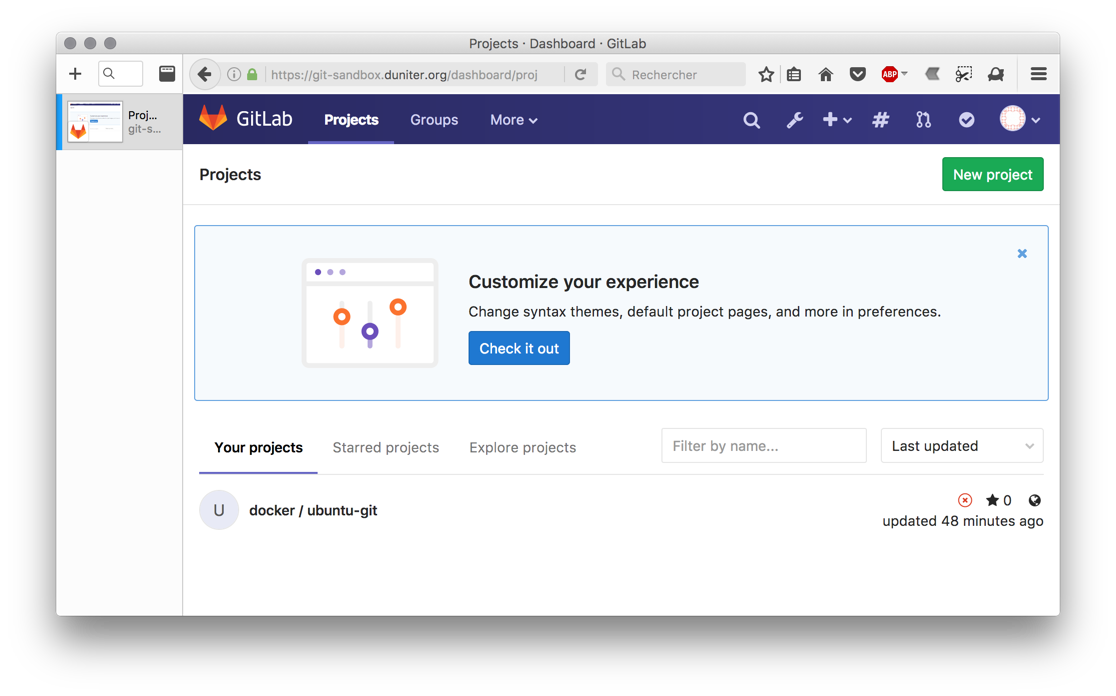 Projects · Dashboard · GitLab
https://git-sandbox.duniter.org/dashboard/proj
Rechercher
ABP
Proj...
git-s...
GitLab
Projects
Groups
More
Projects
New project
Customize your experience
Change syntax themes, default project pages, and more in preferences.
Check it out
Your projects
Starred projects
Explore projects
Filter by name...
Last updated
U
docker / ubuntu-git
0
updated 48 minutes ago